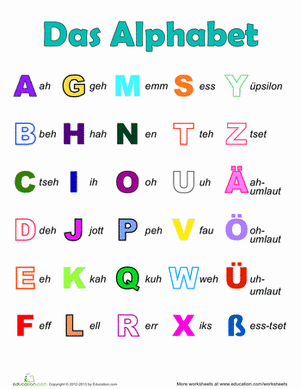 Das Alphabet
A ah G geh M emm S ess Y üpsilon
B beh H hah N en T teh Z tset
C tseh I ih O oh U uh Ä äh-umlaut
D deh J jott P peh V fau Ö öh-umlaut
E eh K kah Q kuh W weh Ü uh-umlaut
F eff L ell R err X iks ß ess-tset
education.com
Copyright © 2012-2013 by Education.com
More worksheets at www.education.com/worksheets